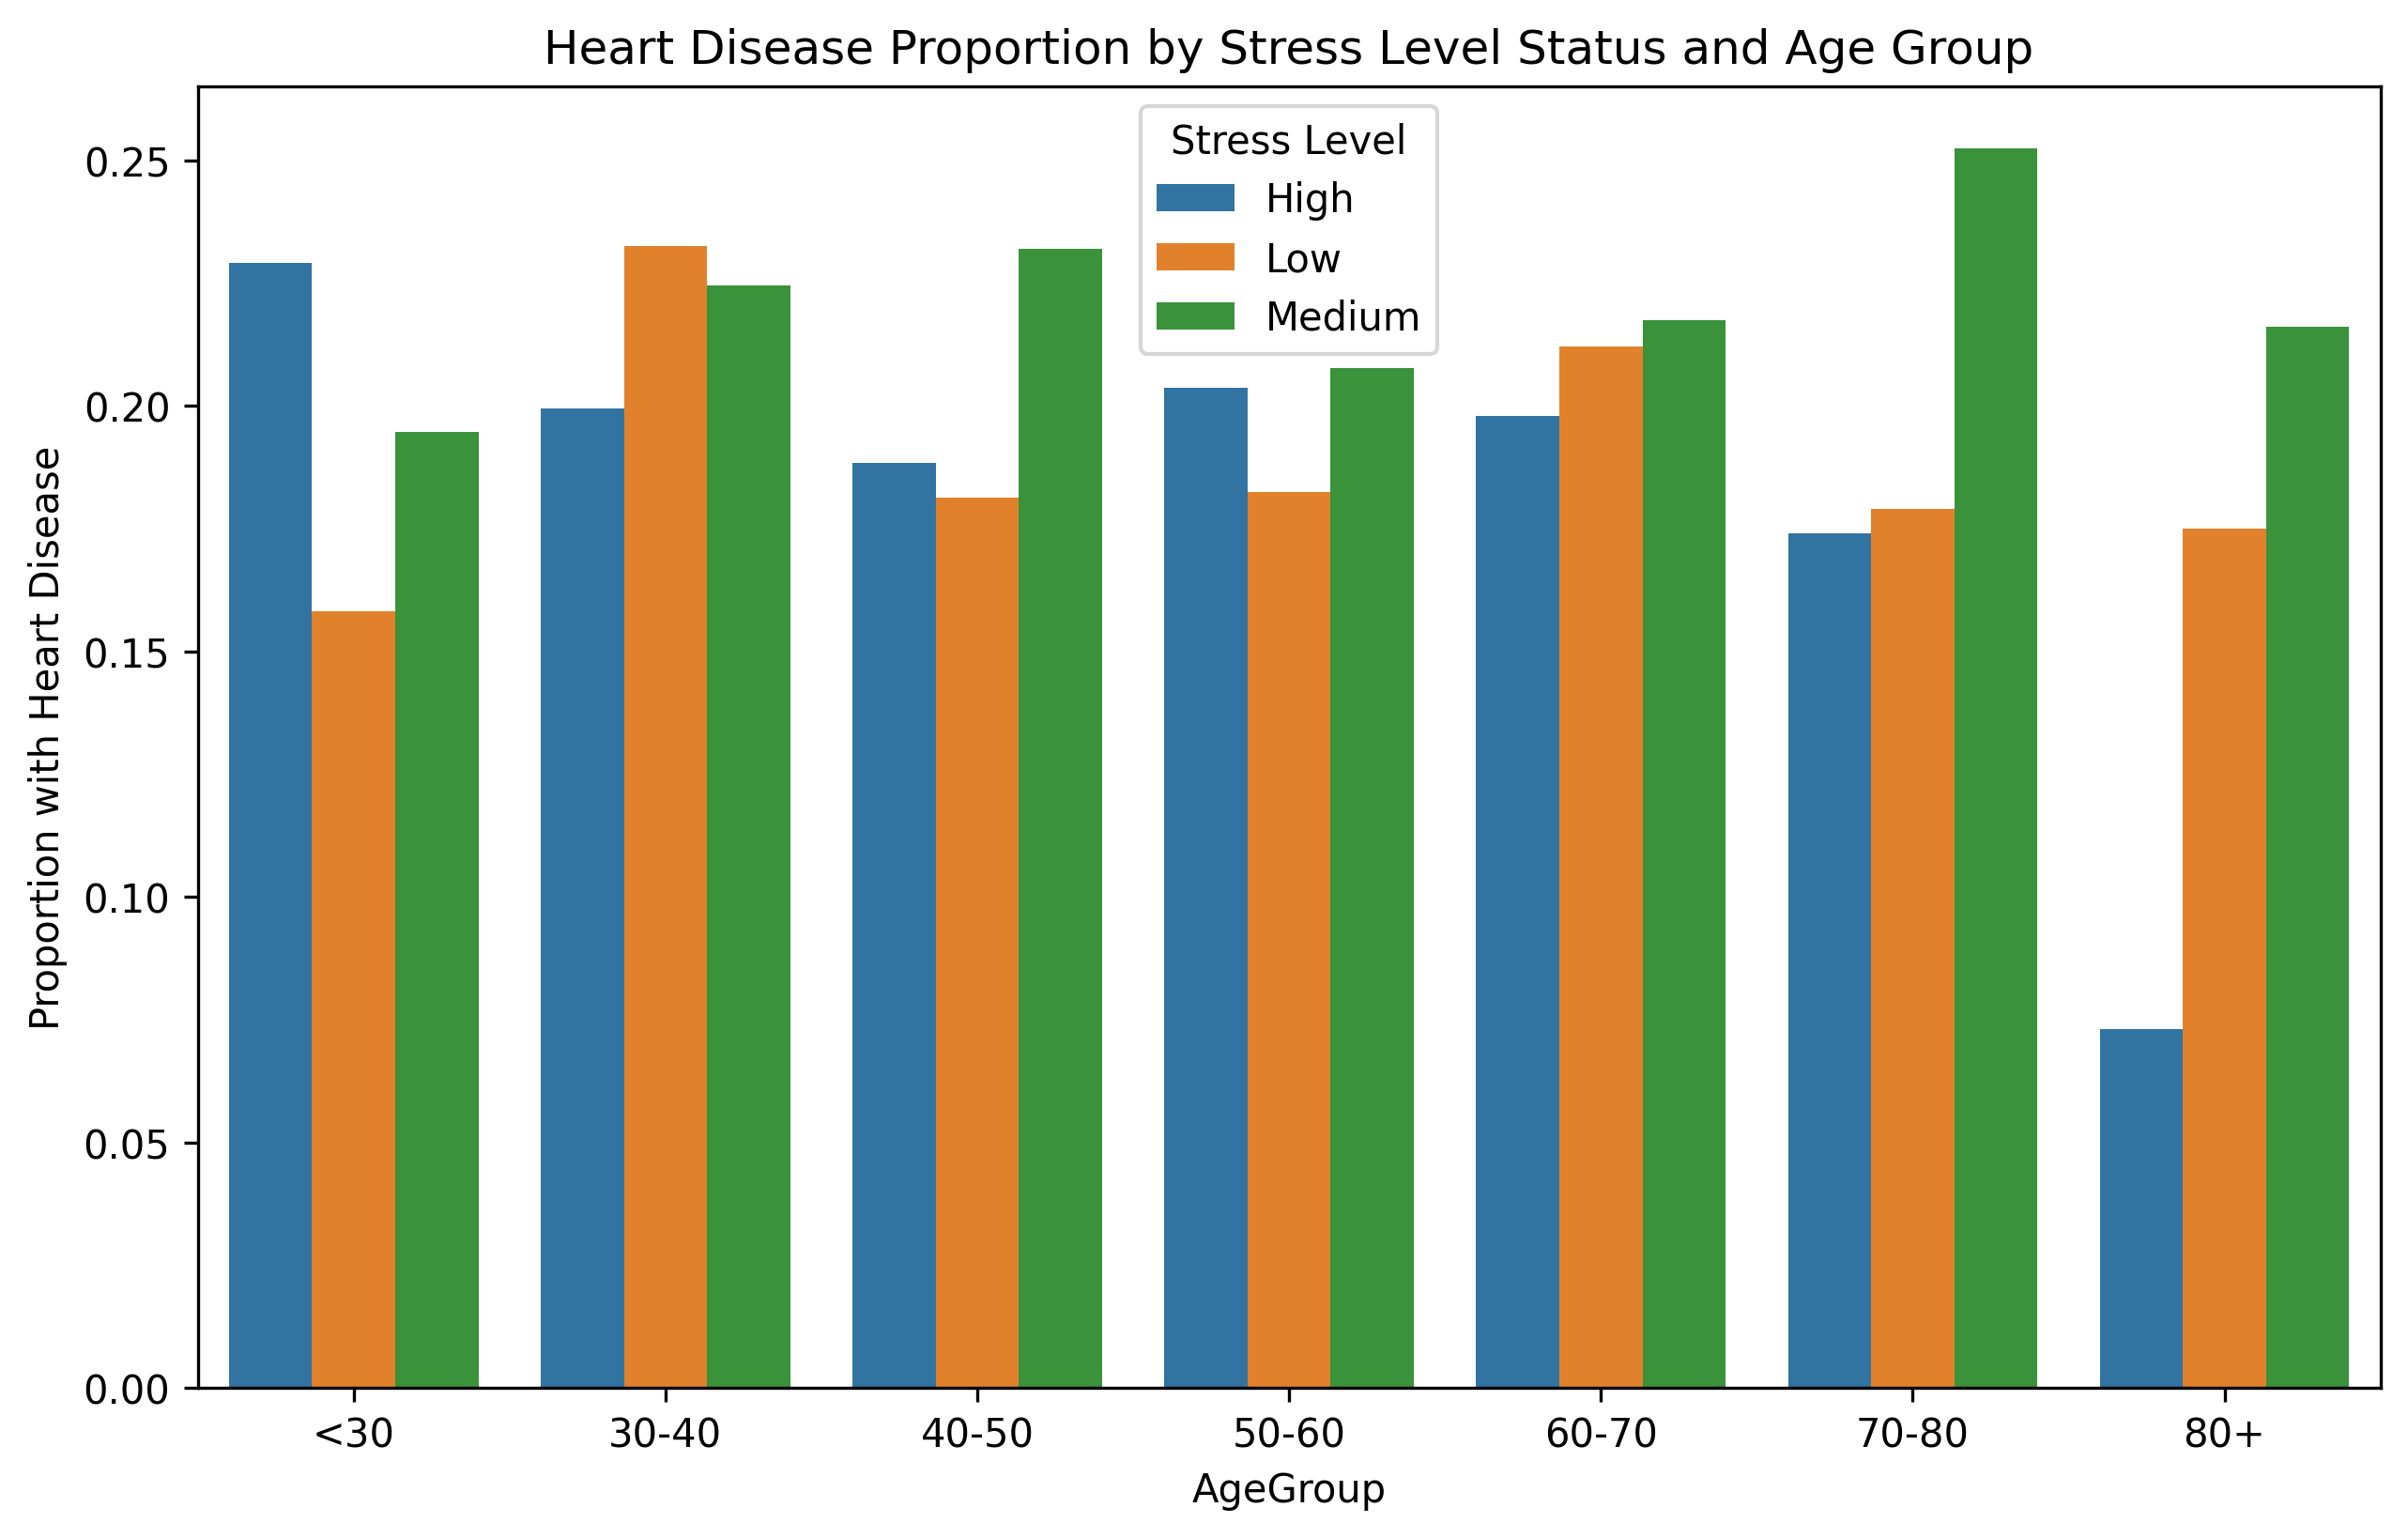 Heart Disease Proportion by Stress Level Status and Age Group
Stress Level
High
Low
Medium
Proportion with Heart Disease
0.25
0.20
0.15
0.10
0.05
0.00
<30 30-40 40-50 50-60 60-70 70-80 80+
AgeGroup